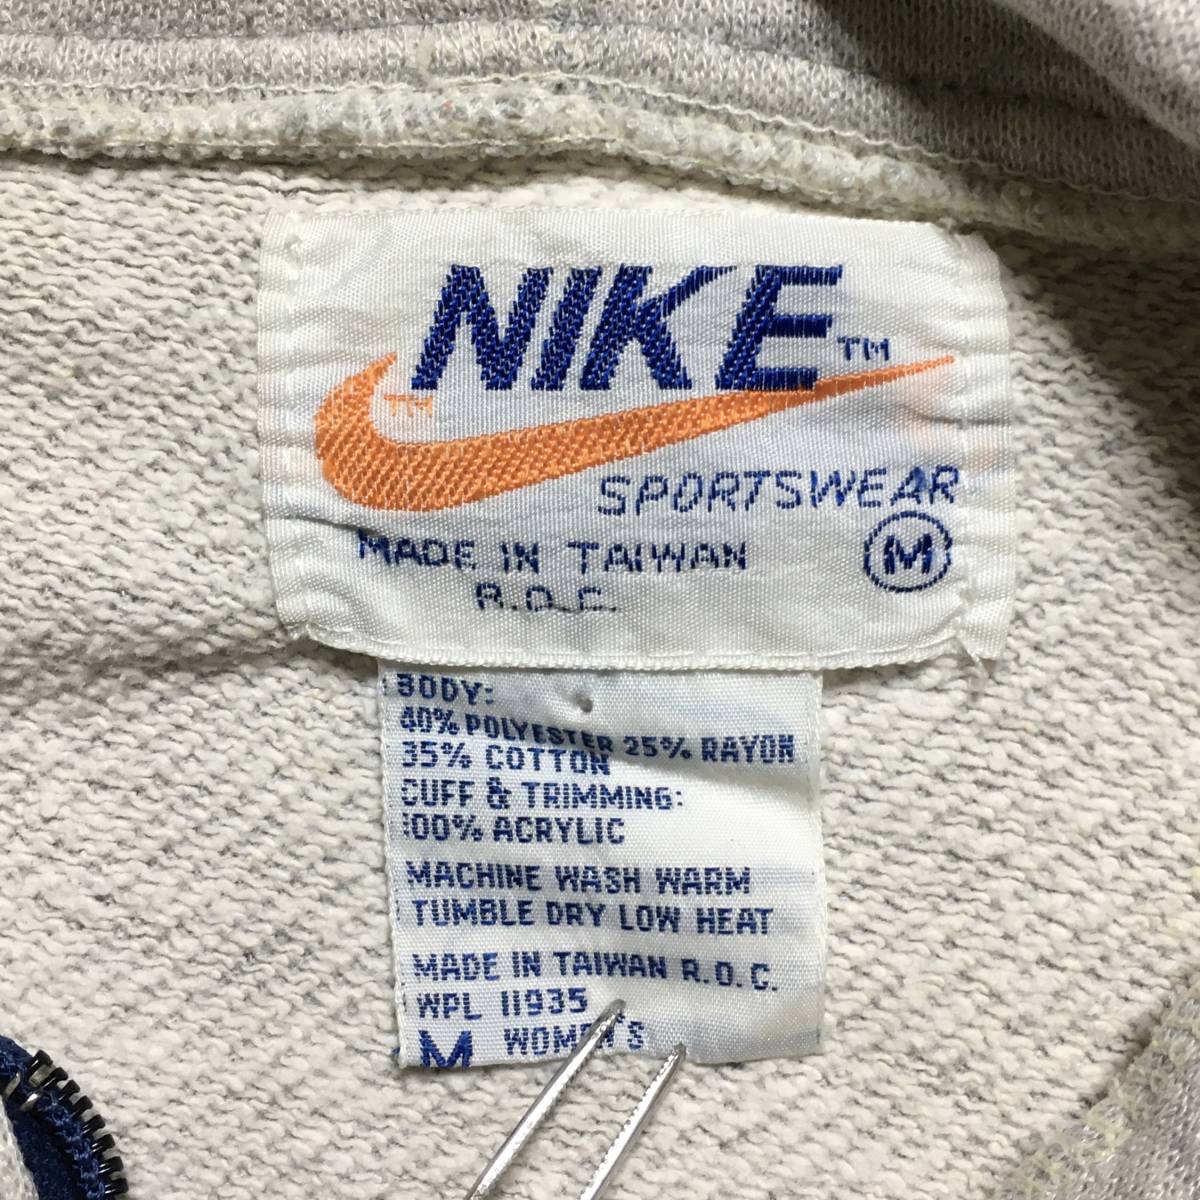 NIKE™
™
SPORTSWEAR
MADE IN TAIWAN M
R.O.C.
BODY:
40% POLYESTER 25% RAYON
35% COTTON
CUFF & TRIMMING:
100% ACRYLIC
MACHINE WASH WARM
TUMBLE DRY LOW HEAT
MADE IN TAIWAN R.O.C.
WPL 11935
M WOMEN'S